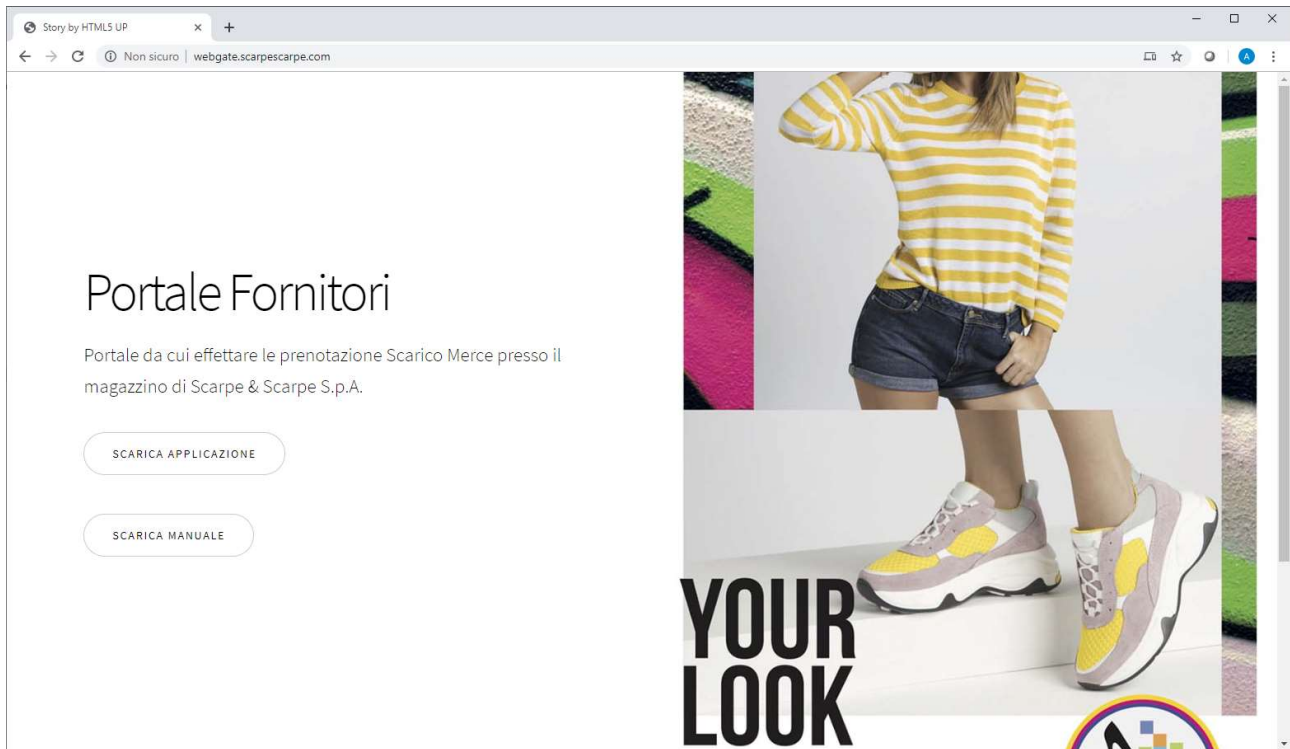 Story by HTML5 UP
Non sicuro | webgate.scarpescarpe.com
A
Portale Fornitori
Portale da cui effettare le prenotazione Scarico Merce presso il
magazzino di Scarpe & Scarpe S.p.A.
SCARICA APPLICAZIONE
SCARICA MANUALE
YOUR
LOOK